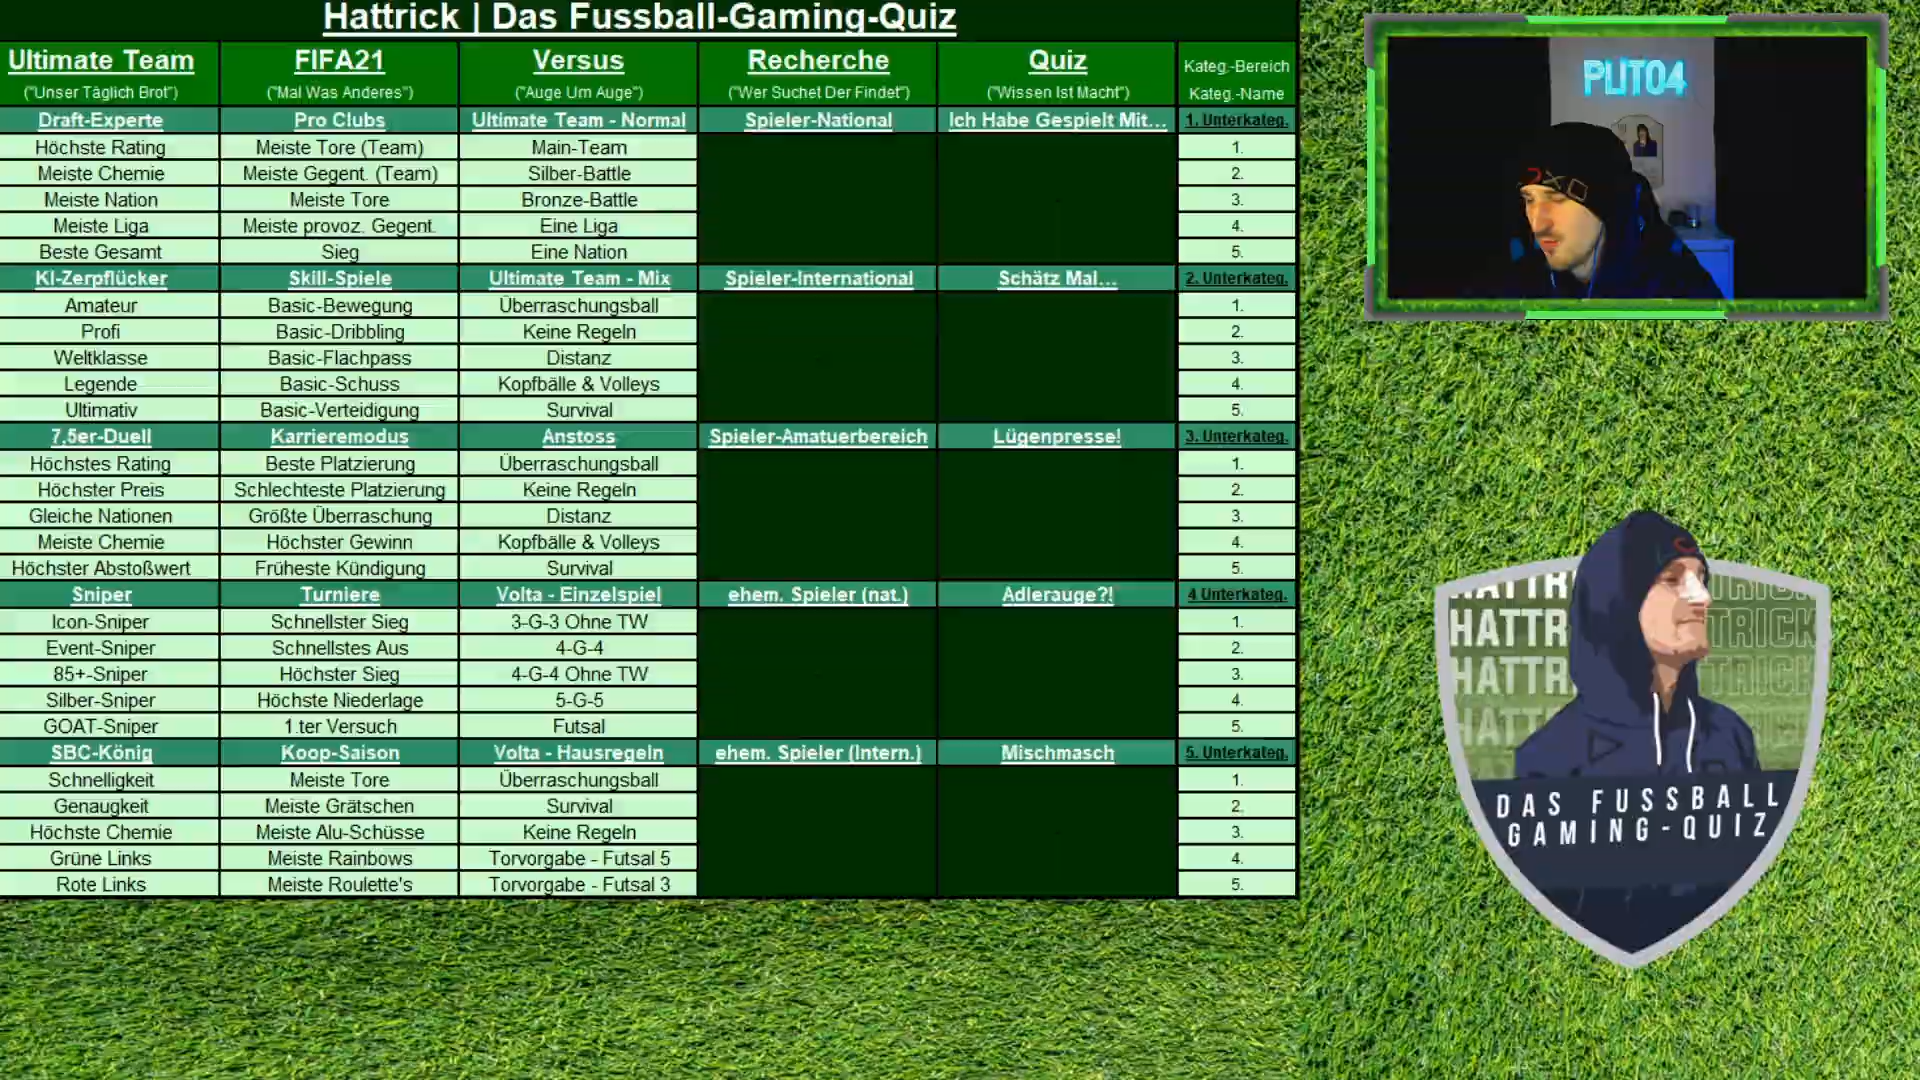 Hattrick | Das Fussball-Gaming-Quiz
Ultimate Team FIFA21 Versus Recherche Quiz Kateg.-Bereich
("Unser Täglich Brot") ("Mal Was Anderes") ("Auge Um Auge") ("Wer Suchet Der Findet") ("Wissen Ist Macht") Kateg.-Name
Draft-Experte Pro Clubs Ultimate Team - Normal Spieler-National Ich Habe Gespielt Mit... 1. Unterkateg.
Höchste Rating Meiste Tore (Team) Main-Team 1.
Meiste Chemie Meiste Gegent. (Team) Silber-Battle 2.
Meiste Nation Meiste Tore Bronze-Battle 3.
Meiste Liga Meiste provoz. Gegent. Eine Liga 4.
Beste Gesamt Sieg Eine Nation 5.
KI-Zerpflücker Skill-Spiele Ultimate Team - Mix Spieler-International Schätz Mal... 2. Unterkateg.
Amateur Basic-Bewegung Überraschungsball 1.
Profi Basic-Dribbling Keine Regeln 2.
Weltklasse Basic-Flachpass Distanz 3.
Legende Basic-Schuss Kopfbälle & Volleys 4.
Ultimativ Basic-Verteidigung Survival 5.
7,5er-Duell Karrieremodus Anstoss Spieler-Amatuerbereich Lügenpresse! 3. Unterkateg.
Höchstes Rating Beste Platzierung Überraschungsball 1.
Höchster Preis Schlechteste Platzierung Keine Regeln 2.
Gleiche Nationen Größte Überraschung Distanz 3.
Meiste Chemie Höchster Gewinn Kopfbälle & Volleys 4.
Höchster Abstoßwert Früheste Kündigung Survival 5.
Sniper Turniere Volta - Einzelspiel ehem. Spieler (nat.) Adlerauge?! 4 Unterkateg.
Icon-Sniper Schnellster Sieg 3-G-3 Ohne TW 1.
Event-Sniper Schnellstes Aus 4-G-4 2.
85+-Sniper Höchster Sieg 4-G-4 Ohne TW 3.
Silber-Sniper Höchste Niederlage 5-G-5 4.
GOAT-Sniper 1.ter Versuch Futsal 5.
SBC-König Koop-Saison Volta - Hausregeln ehem. Spieler (Intern.) Mischmasch 5. Unterkateg.
Schnelligkeit Meiste Tore Überraschungsball 1.
Genaugkeit Meiste Grätschen Survival 2.
Höchste Chemie Meiste Alu-Schüsse Keine Regeln 3.
Grüne Links Meiste Rainbows Torvorgabe - Futsal 5 4.
Rote Links Meiste Roulette's Torvorgabe - Futsal 3 5.
PLIT04
HATTR TRICK
HATTR TRICK
HATTR TRICK
DAS FUSSBALL
GAMING-QUIZ